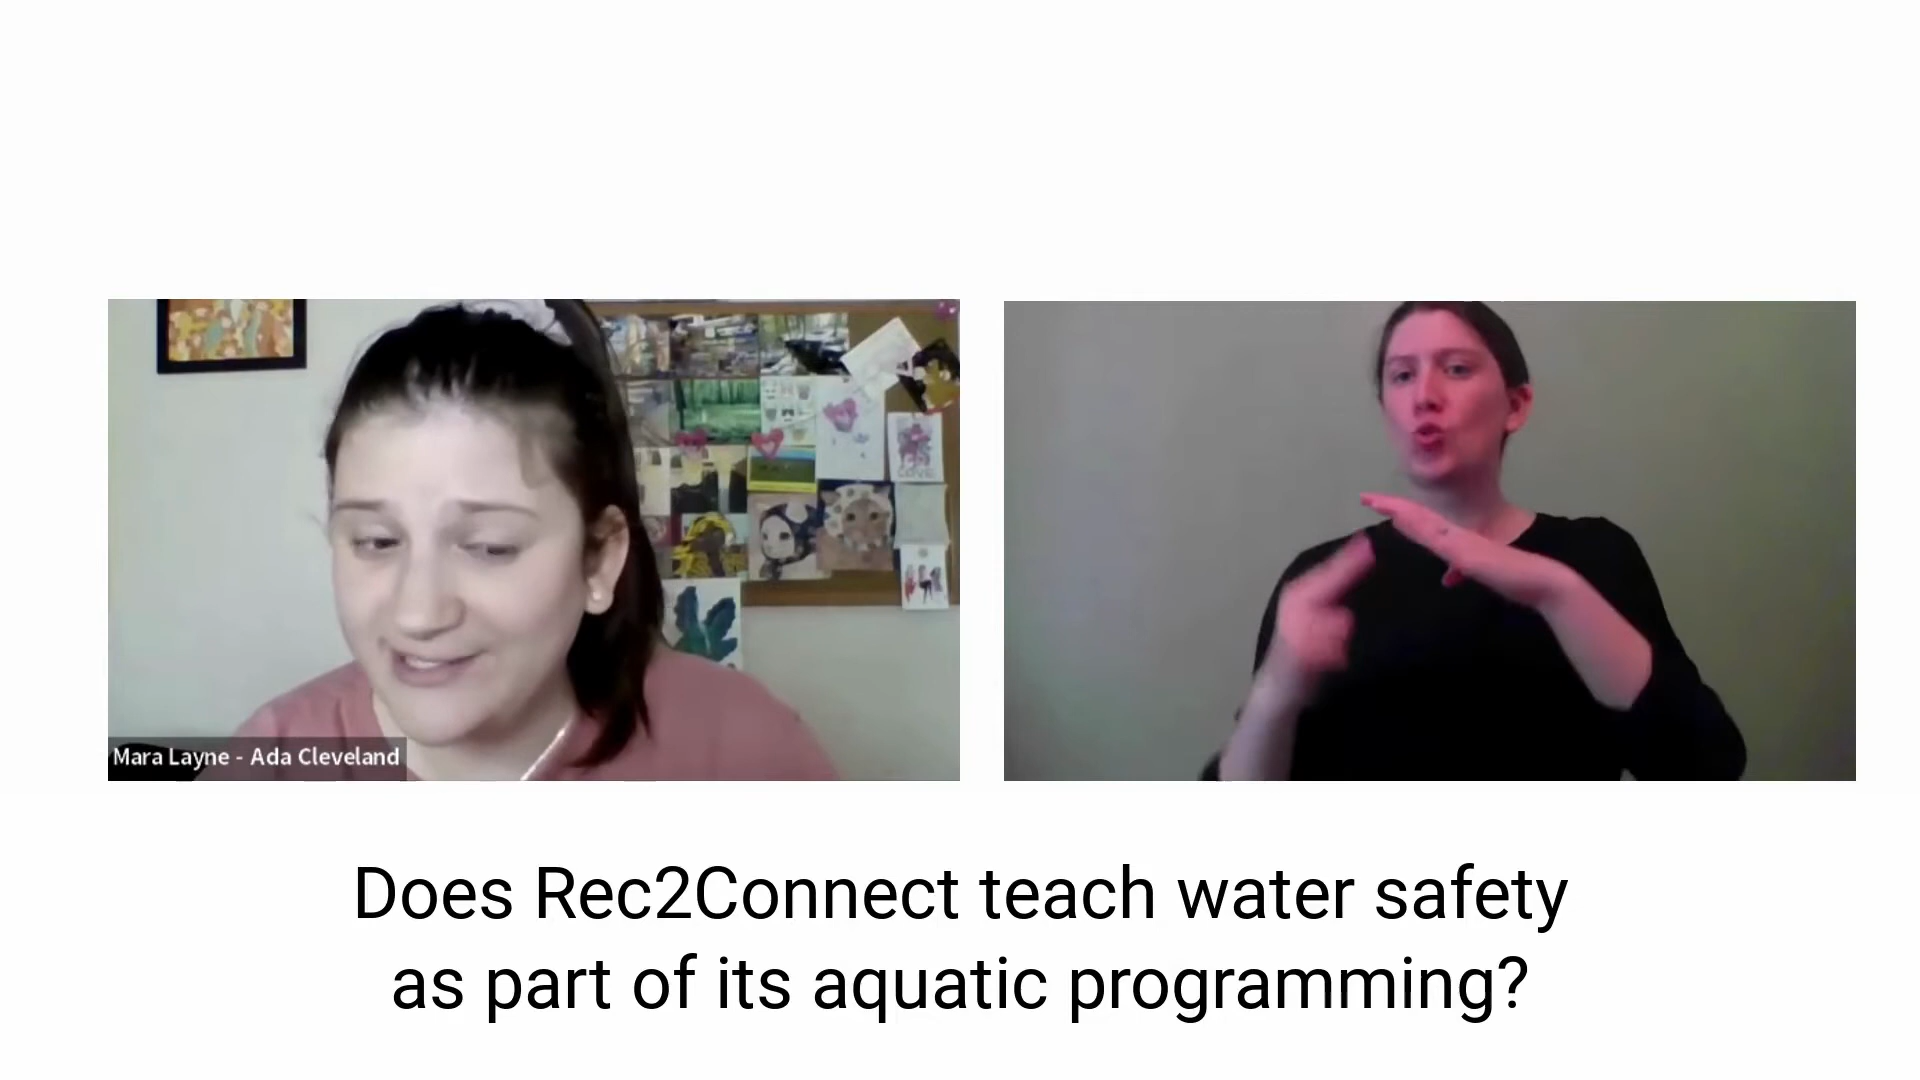 Mara Layne - Ada Cleveland
Does Rec2Connect teach water safety
as part of its aquatic programming?